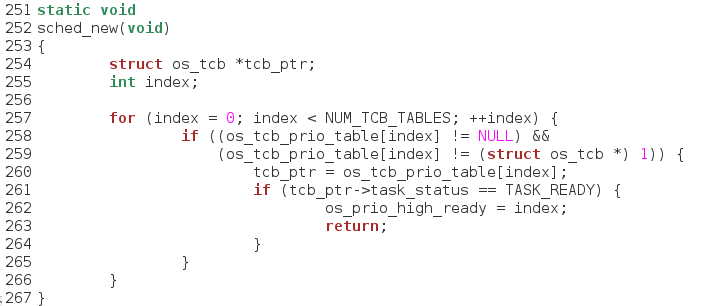 251 static void
252 sched_new(void)
253 {
254         struct os_tcb *tcb_ptr;
255         int index;
256
257         for (index = 0; index < NUM_TCB_TABLES; ++index) {
258                 if ((os_tcb_prio_table[index] != NULL) &&
259                     (os_tcb_prio_table[index] != (struct os_tcb *) 1)) {
260                         tcb_ptr = os_tcb_prio_table[index];
261                         if (tcb_ptr->task_status == TASK_READY) {
262                                 os_prio_high_ready = index;
263                                 return;
264                         }
265                 }
266         }
267 }